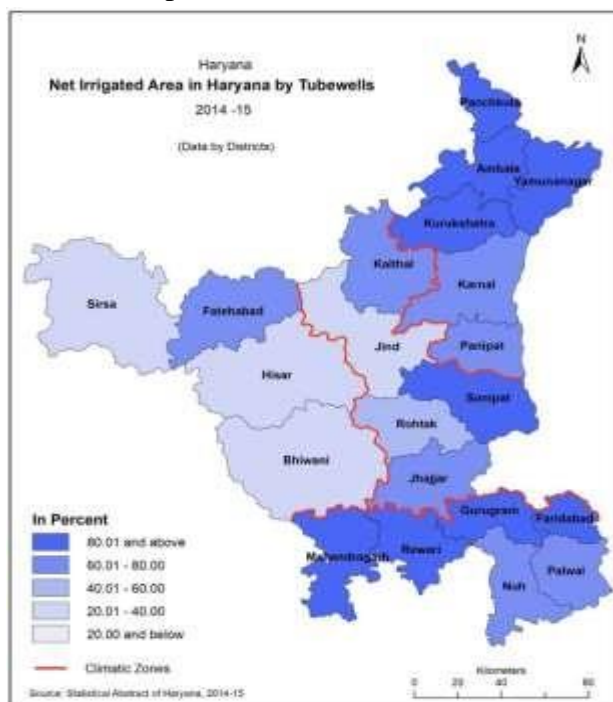 Haryana
Net Irrigated Area in Haryana by Tubewells
2014 -15
(Data by Districts)
N
Panchkula
Ambala
Yamunanagar
Kurukshetra
Kaithal
Karnal
Sirsa
Fatehabad
Jind
Panipat
Hisar
Sonipat
Rohtak
Bhiwani
Jhajjar
Gurugram
Faridabad
Mahendragarh
Rewari
Nuh
Palwal
In Percent
80.01 and above
60.01 - 80.00
40.01 - 60.00
20.01 - 40.00
20.00 and below
Climatic Zones
Kilometers
0 20 40 80
Source: Statistical Abstract of Haryana, 2014-15